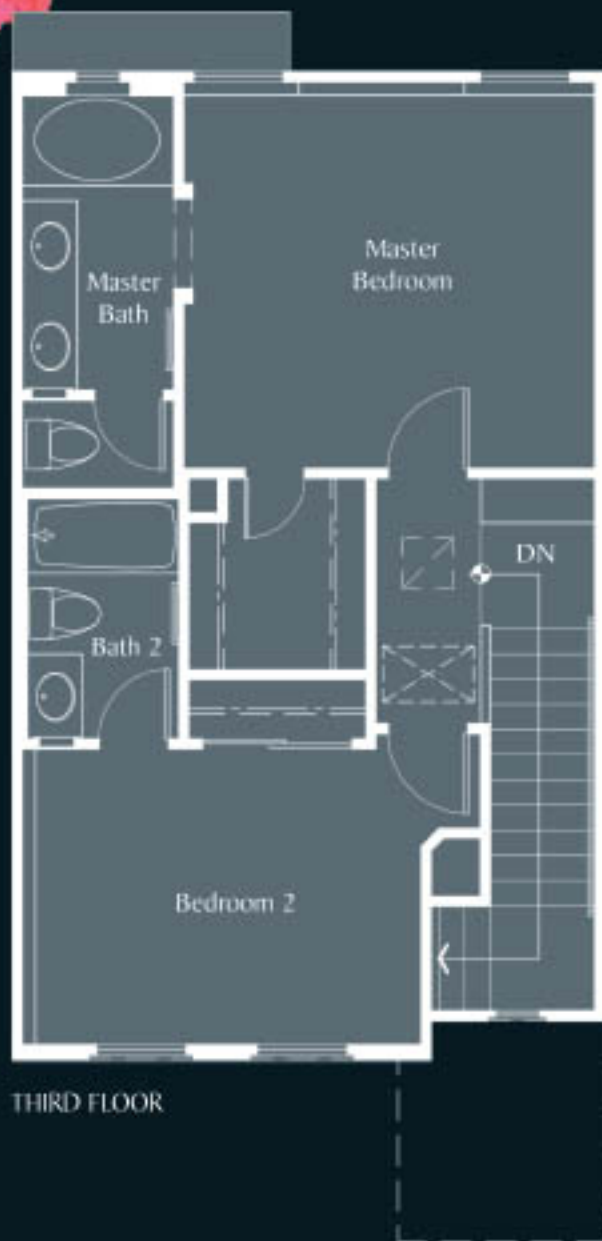 Master
Bedroom
Master
Bath
DN
Bath 2
Bedroom 2
THIRD FLOOR